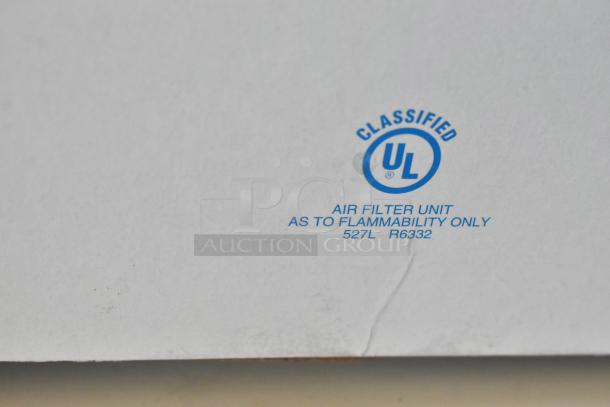 CLASSIFIED
UL
®
AIR FILTER UNIT
AS TO FLAMMABILITY ONLY
527L R6332
PCI
AUCTION GROUP